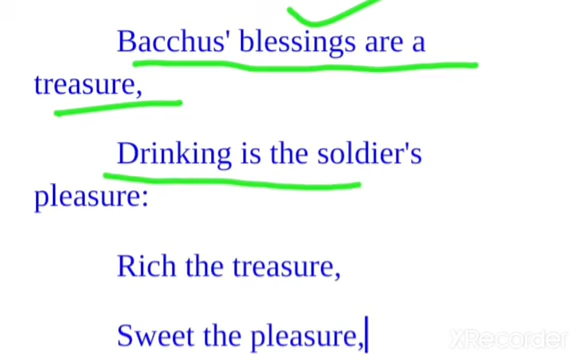 Bacchus' blessings are a
treasure,
Drinking is the soldier's
pleasure:
Rich the treasure,
Sweet the pleasure,
XRecorder